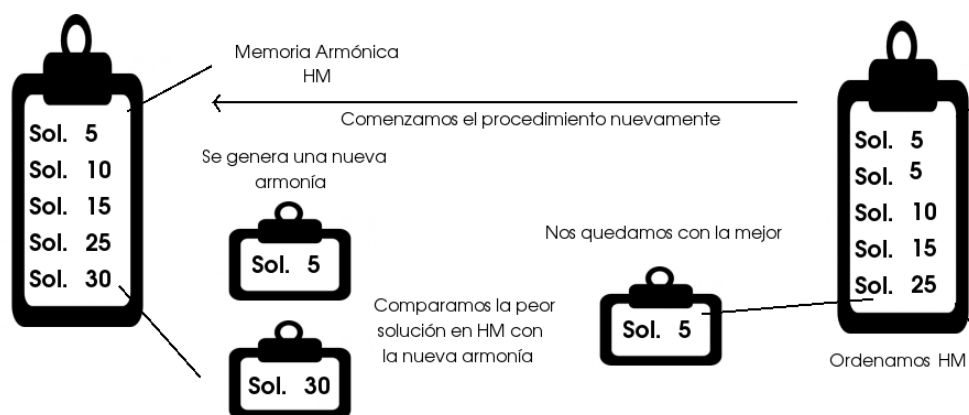 Memoria Armónica
HM
Sol. 5
Sol. 10
Sol. 15
Sol. 25
Sol. 30
Comenzamos el procedimiento nuevamente
Se genera una nueva
armonía
Sol. 5
Sol. 30
Comparamos la peor
solución en HM con
la nueva armonía
Nos quedamos con la mejor
Sol. 5
Sol. 5
Sol. 5
Sol. 10
Sol. 15
Sol. 25
Ordenamos HM